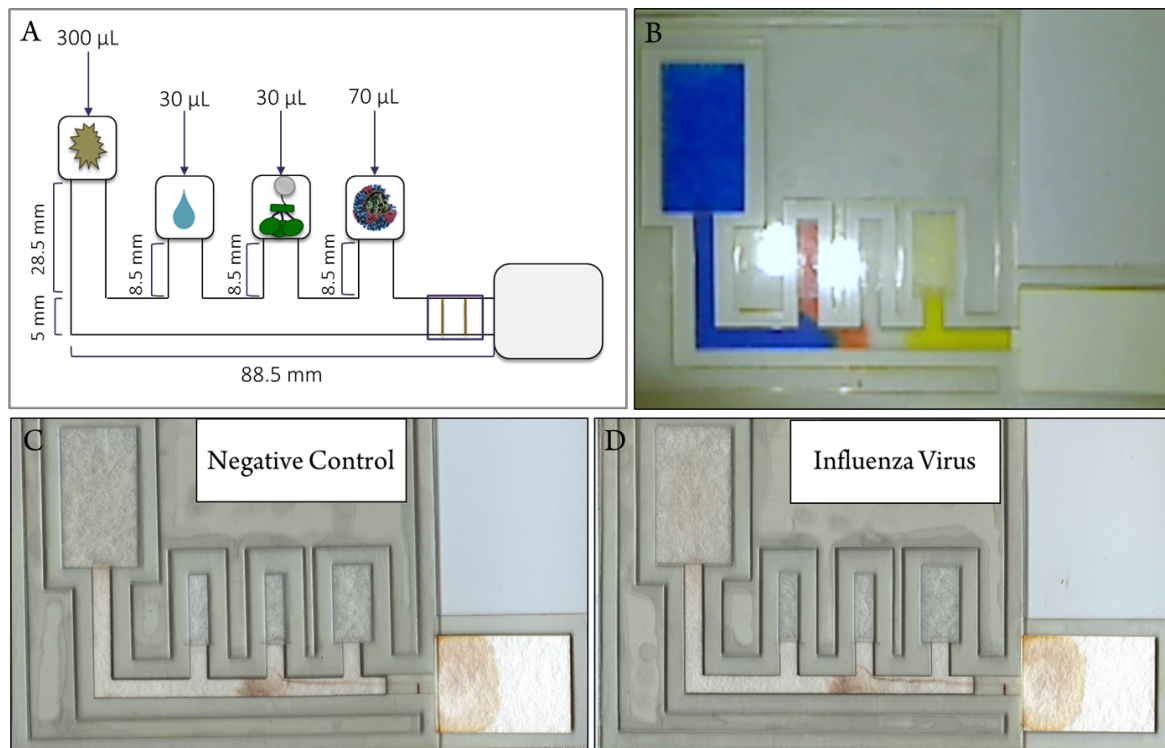 A
300 µL
30 µL
30 µL
70 µL
28.5 mm
8.5 mm
8.5 mm
8.5 mm
5 mm
88.5 mm
B
C
Negative Control
D
Influenza Virus